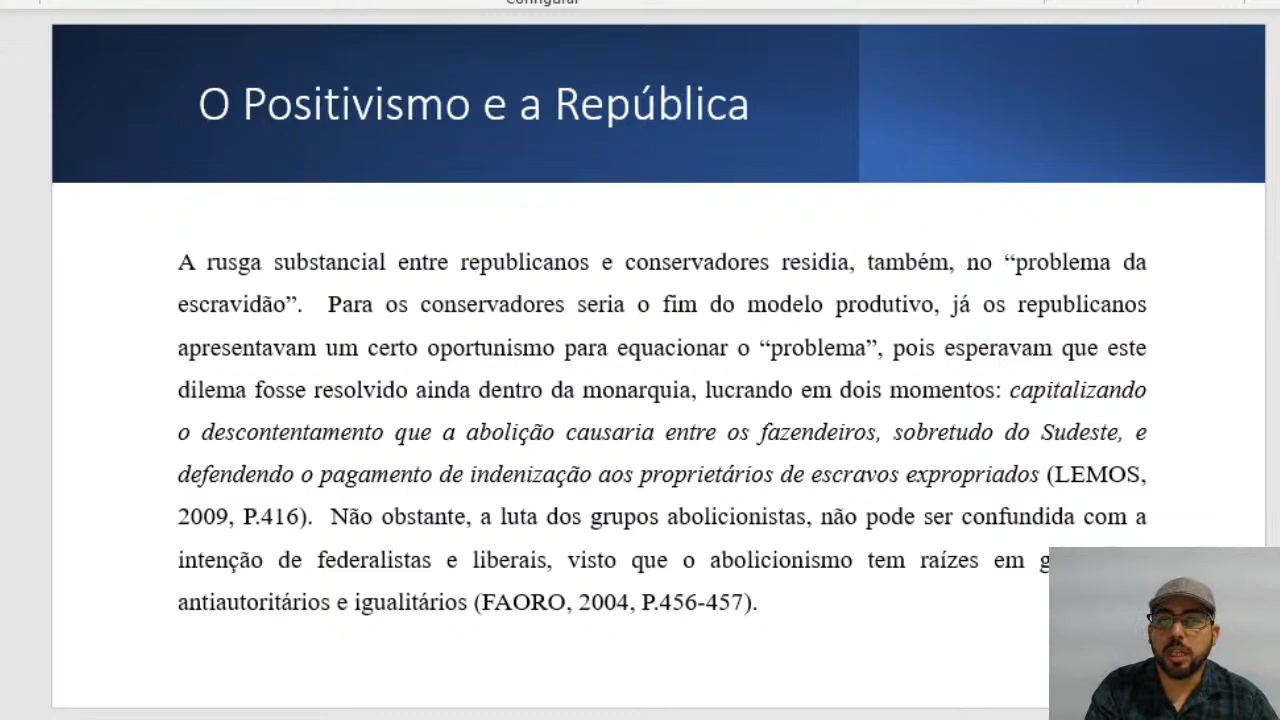 O Positivismo e a República
A rusga substancial entre republicanos e conservadores residia, também, no “problema da
escravidão”. Para os conservadores seria o fim do modelo produtivo, já os republicanos
apresentavam um certo oportunismo para equacionar o “problema”, pois esperavam que este
dilema fosse resolvido ainda dentro da monarquia, lucrando em dois momentos: capitalizando
o descontentamento que a abolição causaria entre os fazendeiros, sobretudo do Sudeste, e
defendendo o pagamento de indenização aos proprietários de escravos expropriados (LEMOS,
2009, P.416). Não obstante, a luta dos grupos abolicionistas, não pode ser confundida com a
intenção de federalistas e liberais, visto que o abolicionismo tem raízes em
antiautoritários e igualitários (FAORO, 2004, P.456-457).